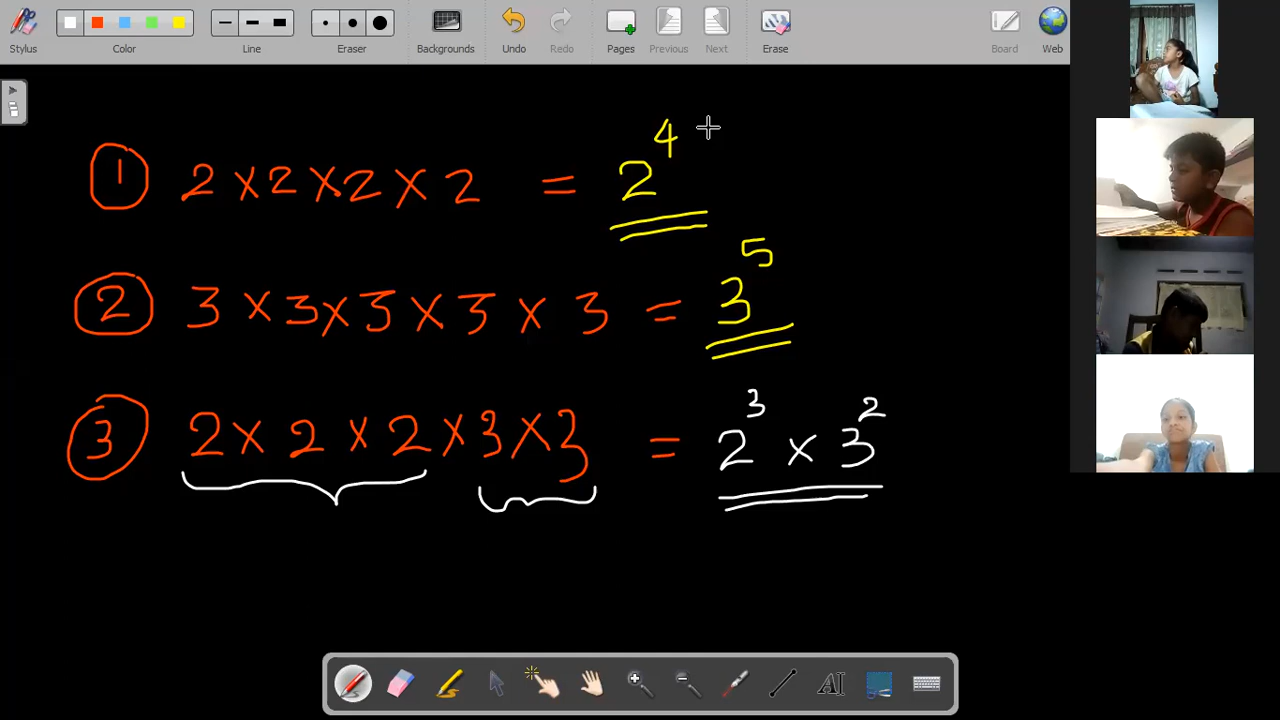 Stylus Color Line Eraser Backgrounds Undo Redo Pages Previous Next Erase Board Web
① 2 × 2 × 2 × 2 = 2⁴
② 3 × 3 × 3 × 3 × 3 = 3⁵
③ 2 × 2 × 2 × 3 × 3 = 2³ × 3²
AI